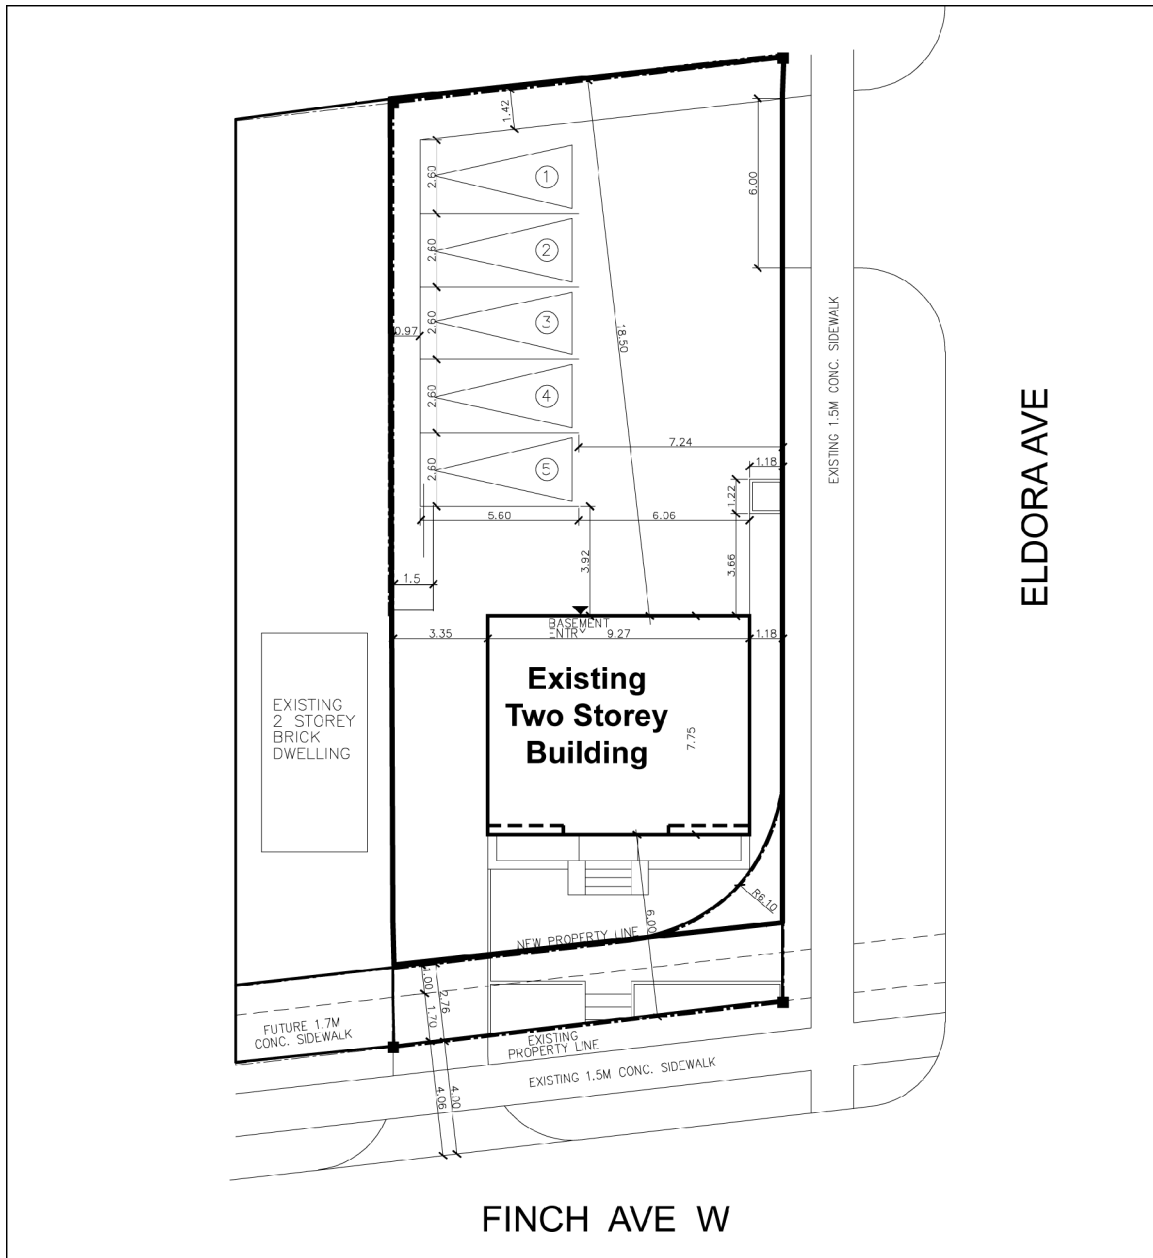 1.42
2.60
1
6.00
2.60
2
EXISTING 1.5M CONC. SIDEWALK
0.97
2.60
3
18.50
2.60
4
ELDORA AVE
7.24
2.60
5
1.18
1.22
5.60
6.06
3.92
3.66
1.5
BASEMENT
ENTRY
3.35
9.27
1.18
Existing
Two Storey
Building
7.75
EXISTING
2 STOREY
BRICK
DWELLING
R6.10
6.00
NEW PROPERTY LINE
1.00
2.76
1.70
FUTURE 1.7M
CONC. SIDEWALK
EXISTING
PROPERTY LINE
EXISTING 1.5M CONC. SIDEWALK
4.06
4.00
FINCH AVE W